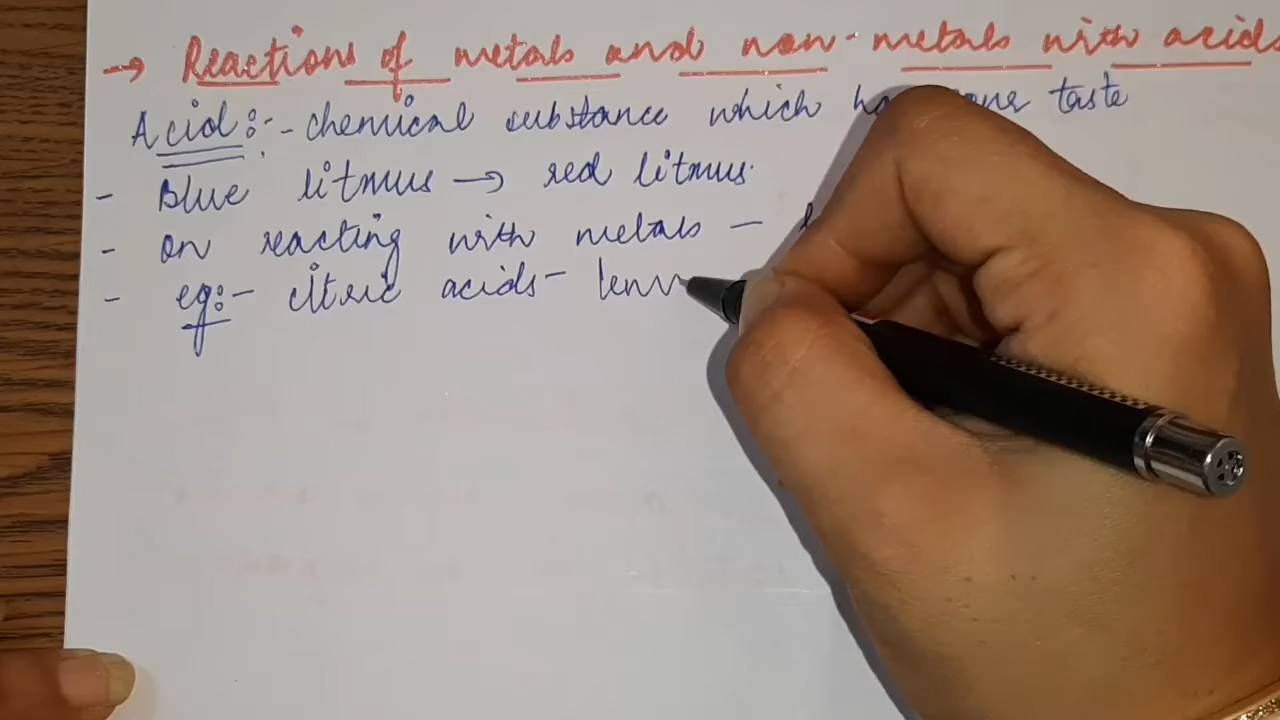 → Reactions of metals and non-metals with acids
Acid:- - chemical substance which taste
- Blue litmus → red litmus.
- on reacting with metals -
- eg:- citric acids-